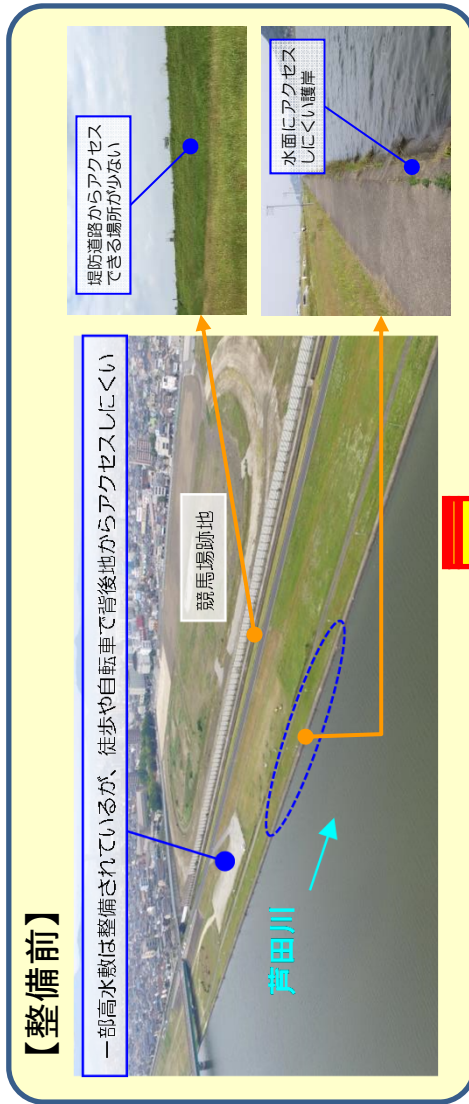 【整備前】
一部高水敷は整備されているが、徒歩や自転車で背後地からアクセスしにくい
競馬場跡地
芦田川
堤防道路からアクセス
できる場所が少ない
水面にアクセス
しにくい護岸